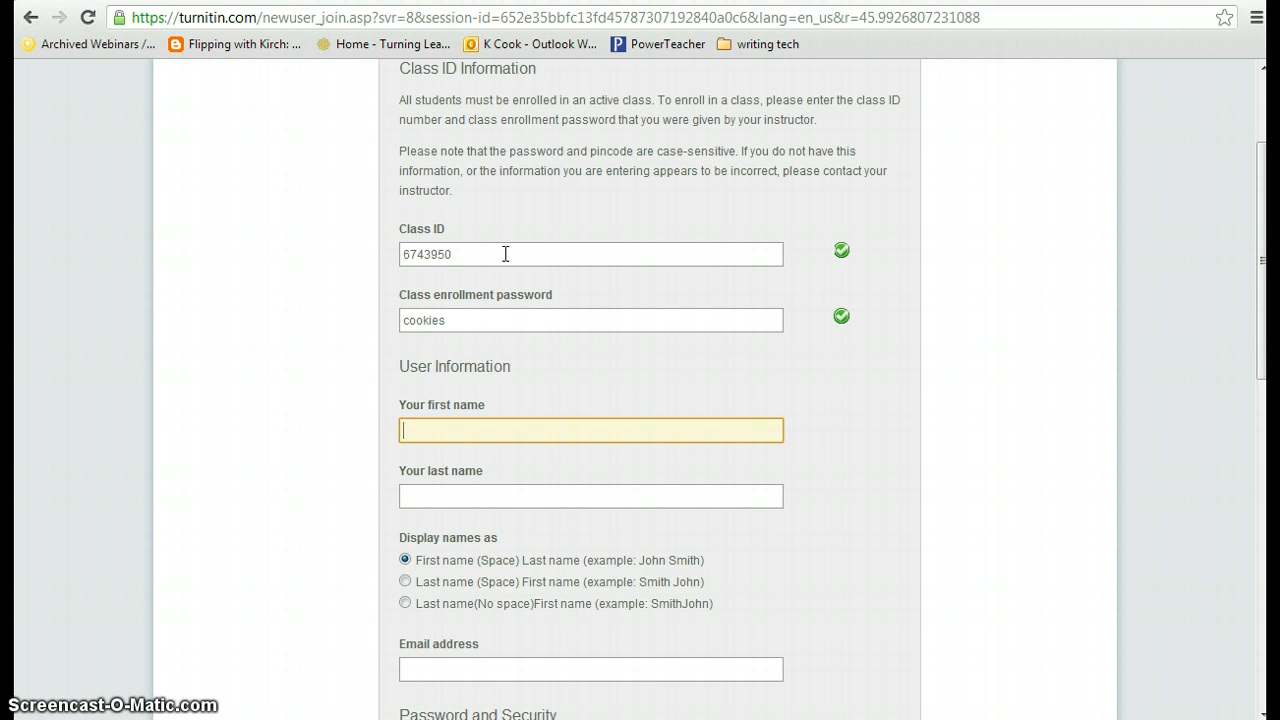 https://turnitin.com/newuser_join.asp?svr=8&session-id=652e35bbfc13fd45787307192840a0c6&lang=en_us&r=45.9926807231088
Archived Webinars /... Flipping with Kirch: ... Home - Turning Lea... K Cook - Outlook W... PowerTeacher writing tech
Class ID Information
All students must be enrolled in an active class. To enroll in a class, please enter the class ID
number and class enrollment password that you were given by your instructor.
Please note that the password and pincode are case-sensitive. If you do not have this
information, or the information you are entering appears to be incorrect, please contact your
instructor.
Class ID
6743950
Class enrollment password
cookies
User Information
Your first name
Your last name
Display names as
First name (Space) Last name (example: John Smith)
Last name (Space) First name (example: Smith John)
Last name(No space)First name (example: SmithJohn)
Email address
Password and Security
Screencast-O-Matic.com